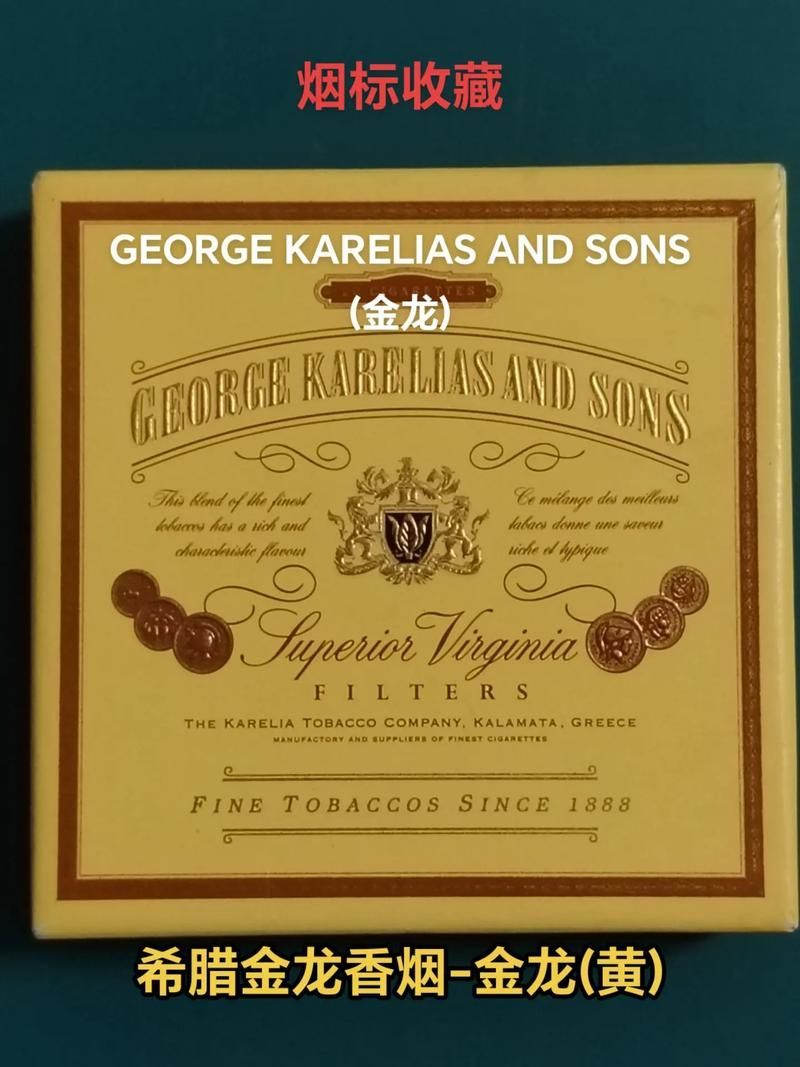 烟标收藏
GEORGE KARELIAS AND SONS
CIGARETTES
(金龙)
GEORGE KARELIAS AND SONS
This blend of the finest
tobaccos has a rich and
characteristic flavour
Ce mélange des meilleurs
tabacs donne une saveur
riche et typique
Superior Virginia
FILTERS
THE KARELIA TOBACCO COMPANY, KALAMATA, GREECE
MANUFACTORY AND SUPPLIERS OF FINEST CIGARETTES
FINE TOBACCOS SINCE 1888
希腊金龙香烟-金龙(黄)